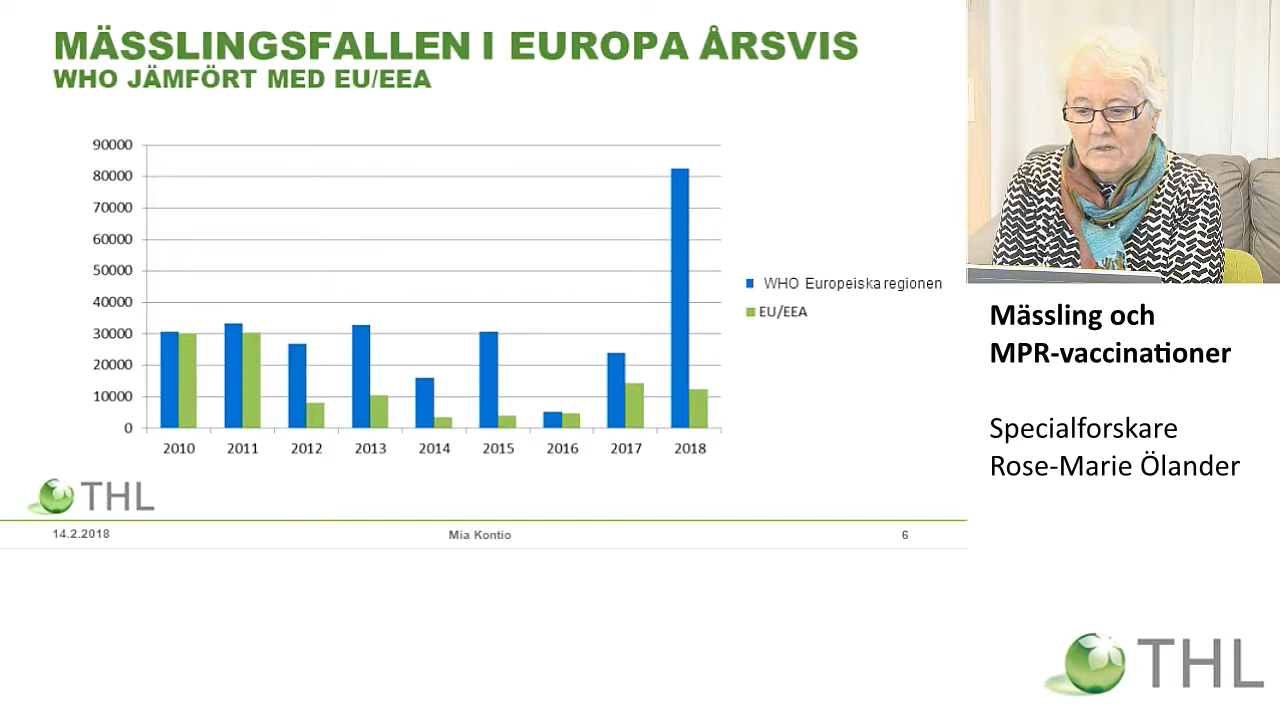 MÄSSLINGSFALLEN I EUROPA ÅRSVIS
WHO JÄMFÖRT MED EU/EEA
90000
80000
70000
60000
50000
40000
30000
20000
10000
0
2010 2011 2012 2013 2014 2015 2016 2017 2018
WHO Europeiska regionen
EU/EEA
THL
14.2.2018 Mia Kontio 6
Mässling och
MPR-vaccinationer
Specialforskare
Rose-Marie Ölander
THL